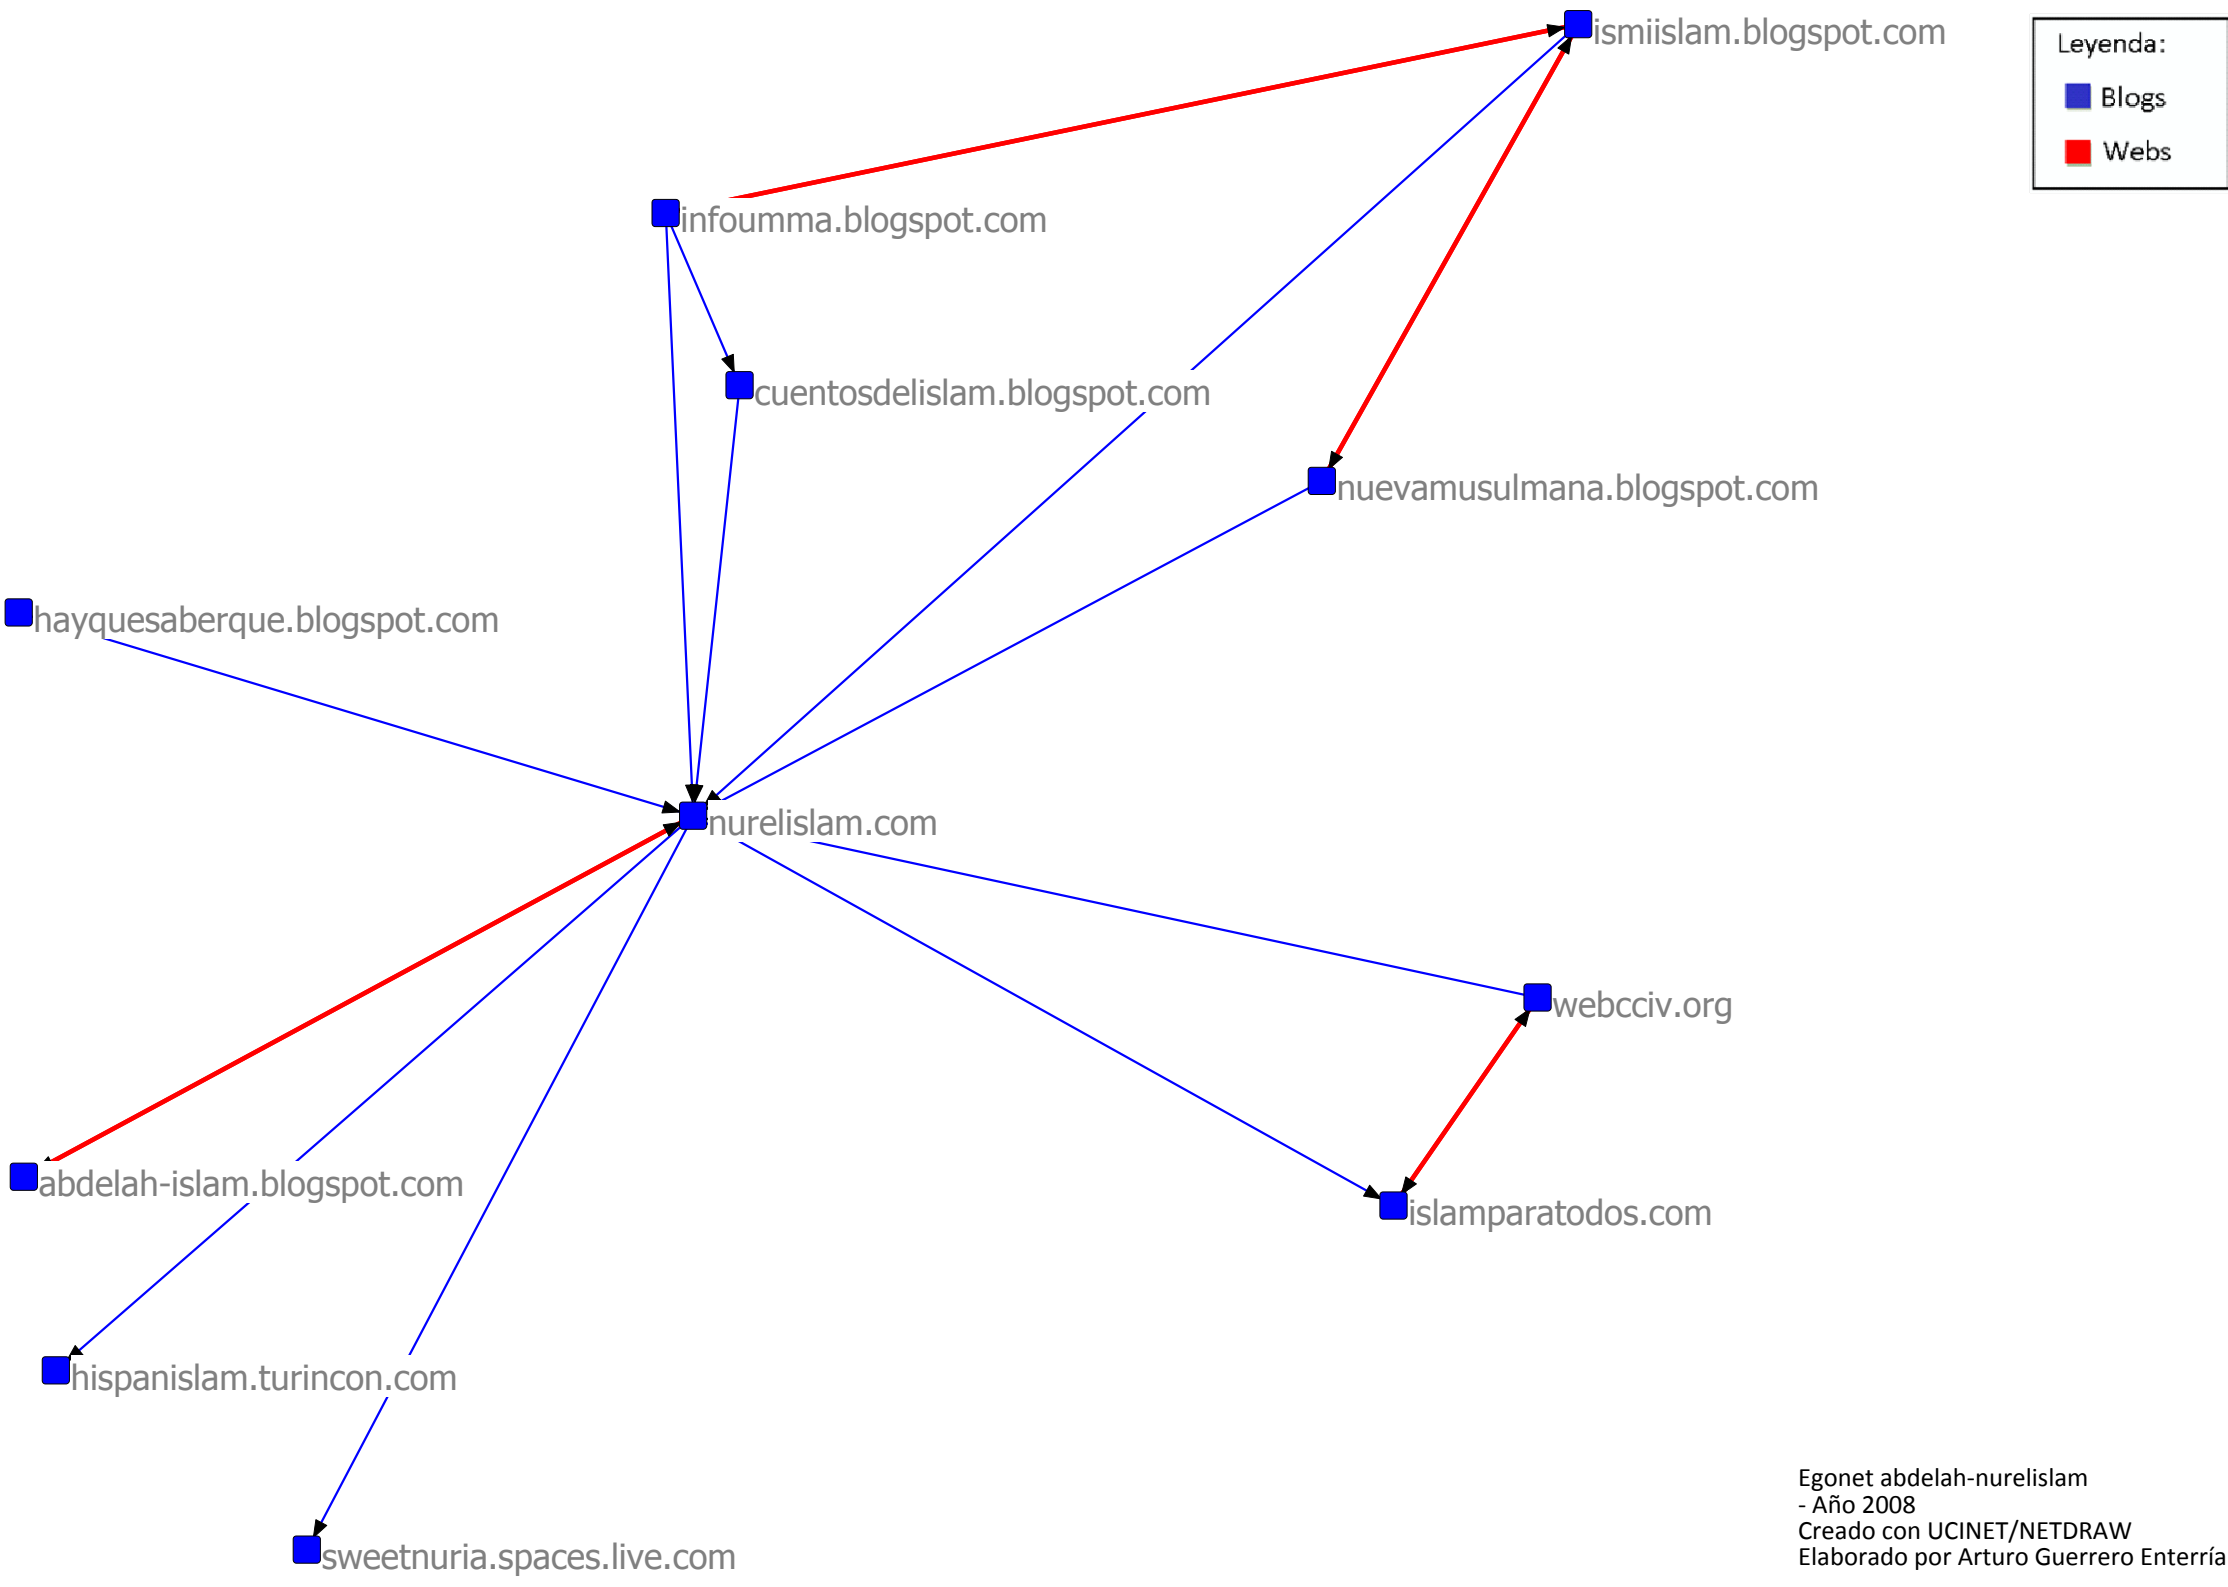 ismiislam.blogspot.com
Leyenda:
Blogs
Webs
infoumma.blogspot.com
cuentosdelislam.blogspot.com
nuevamusulmana.blogspot.com
hayquesaberque.blogspot.com
nurelislam.com
webcciv.org
abdelah-islam.blogspot.com
islamparatodos.com
hispanislam.turincon.com
sweetnuria.spaces.live.com
Egonet abdelah-nurelislam
- Año 2008
Creado con UCINET/NETDRAW
Elaborado por Arturo Guerrero Enterría